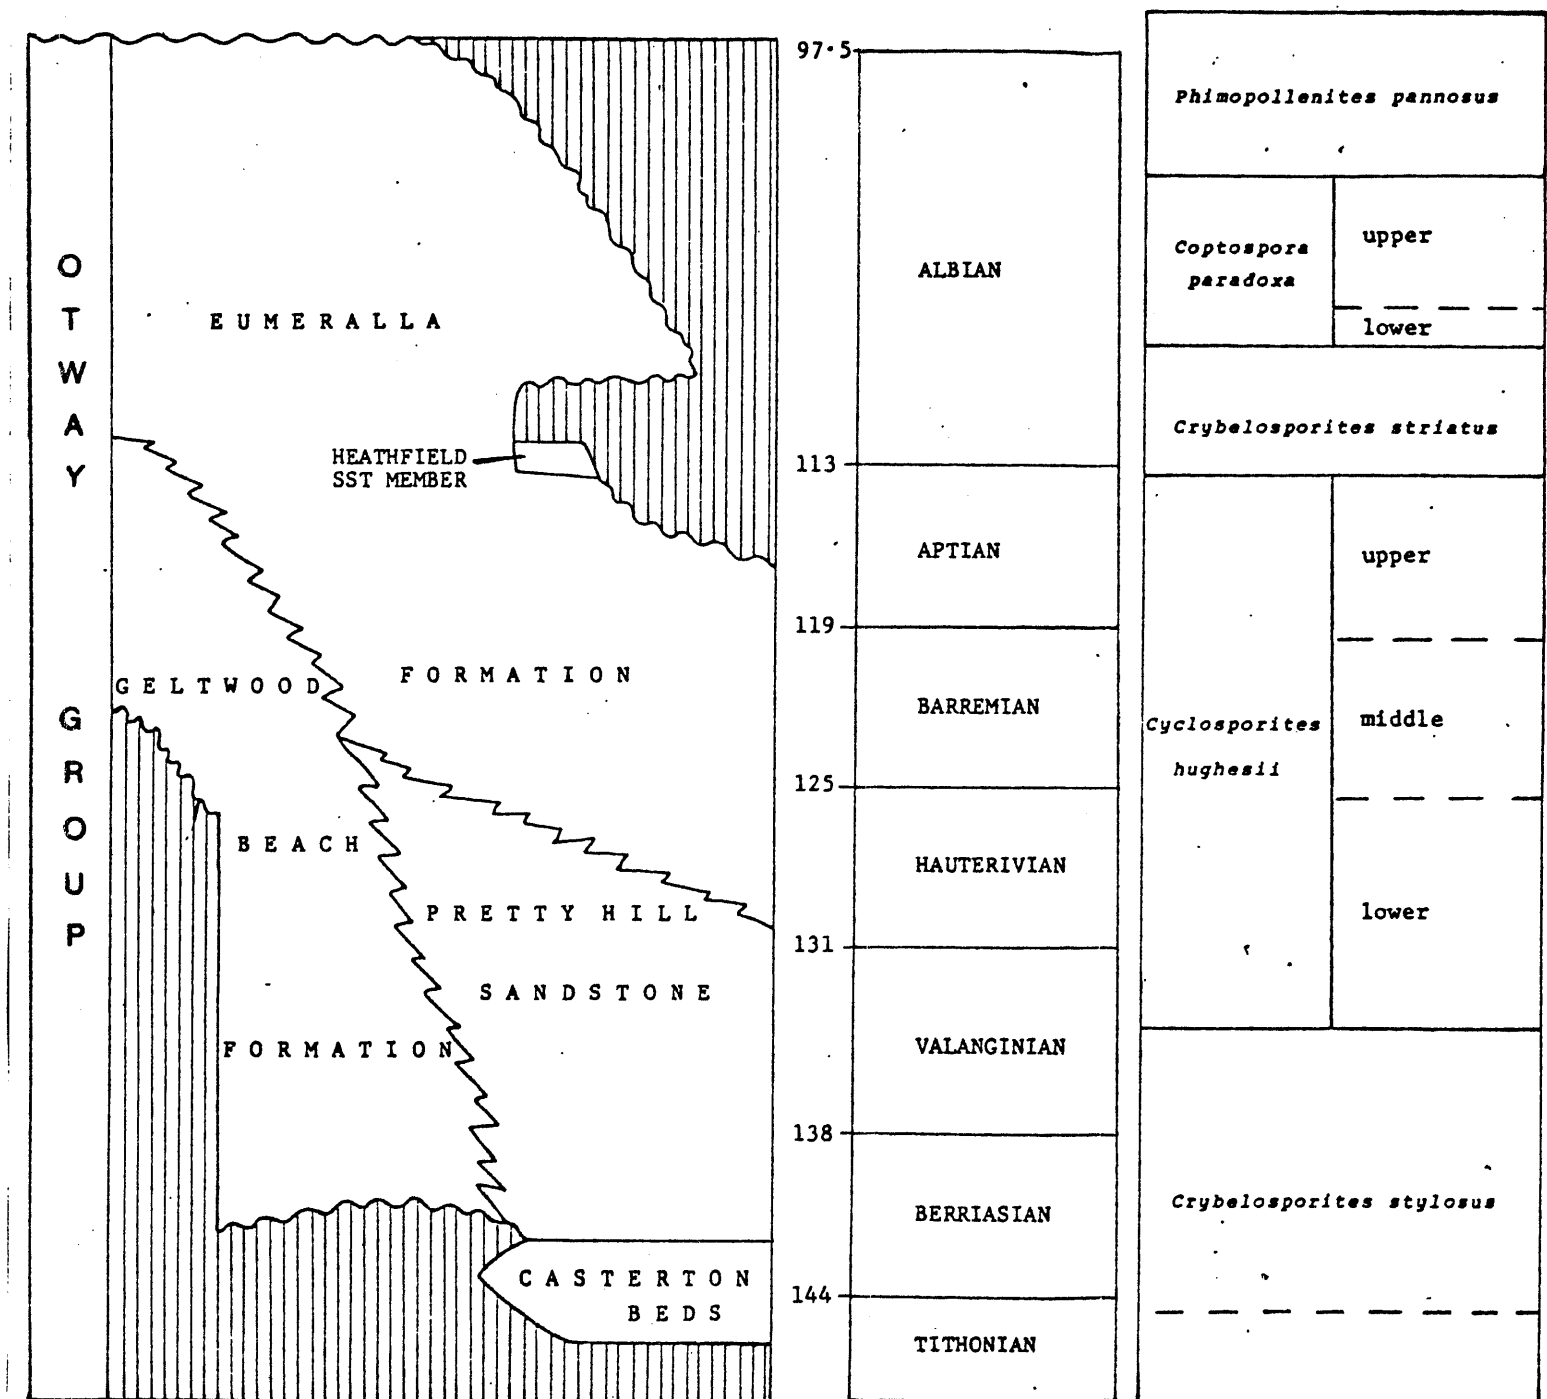 OTWAY
GROUP
EUMERALLA
FORMATION
HEATHFIELD
SST MEMBER
GELTWOOD
BEACH
FORMATION
PRETTY HILL
SANDSTONE
CASTERTON
BEDS
97·5
113
119
125
131
138
144
ALBIAN
APTIAN
BARREMIAN
HAUTERIVIAN
VALANGINIAN
BERRIASIAN
TITHONIAN
Phimopollenites pannosus
Coptospora
paradoxa
upper
lower
Crybelosporites striatus
Cyclosporites
hughesii
upper
middle
lower
Crybelosporites stylosus